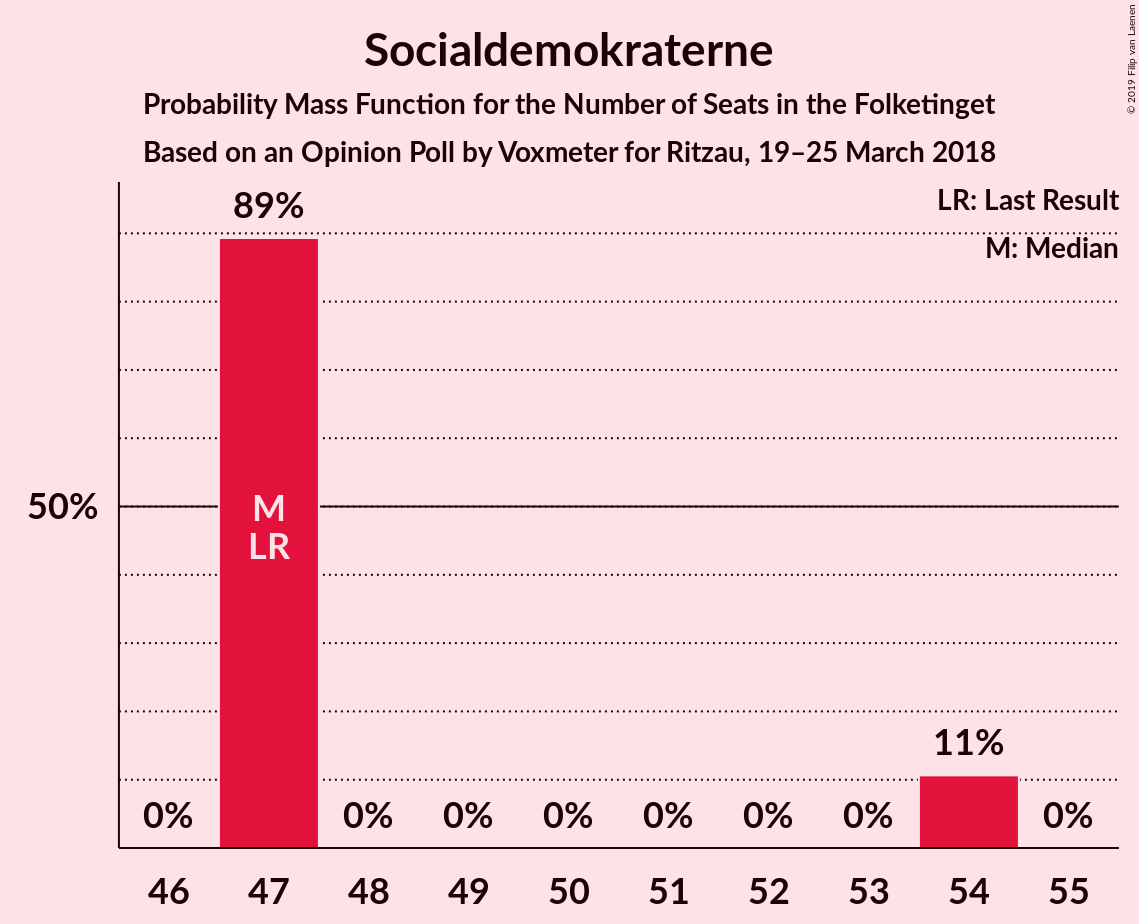 Socialdemokraterne
Probability Mass Function for the Number of Seats in the Folketinget
Based on an Opinion Poll by Voxmeter for Ritzau, 19–25 March 2018
© 2019 Filip van Laenen
LR: Last Result
M: Median
89%
50%
M
LR
11%
0% 0% 0% 0% 0% 0% 0% 0%
46 47 48 49 50 51 52 53 54 55